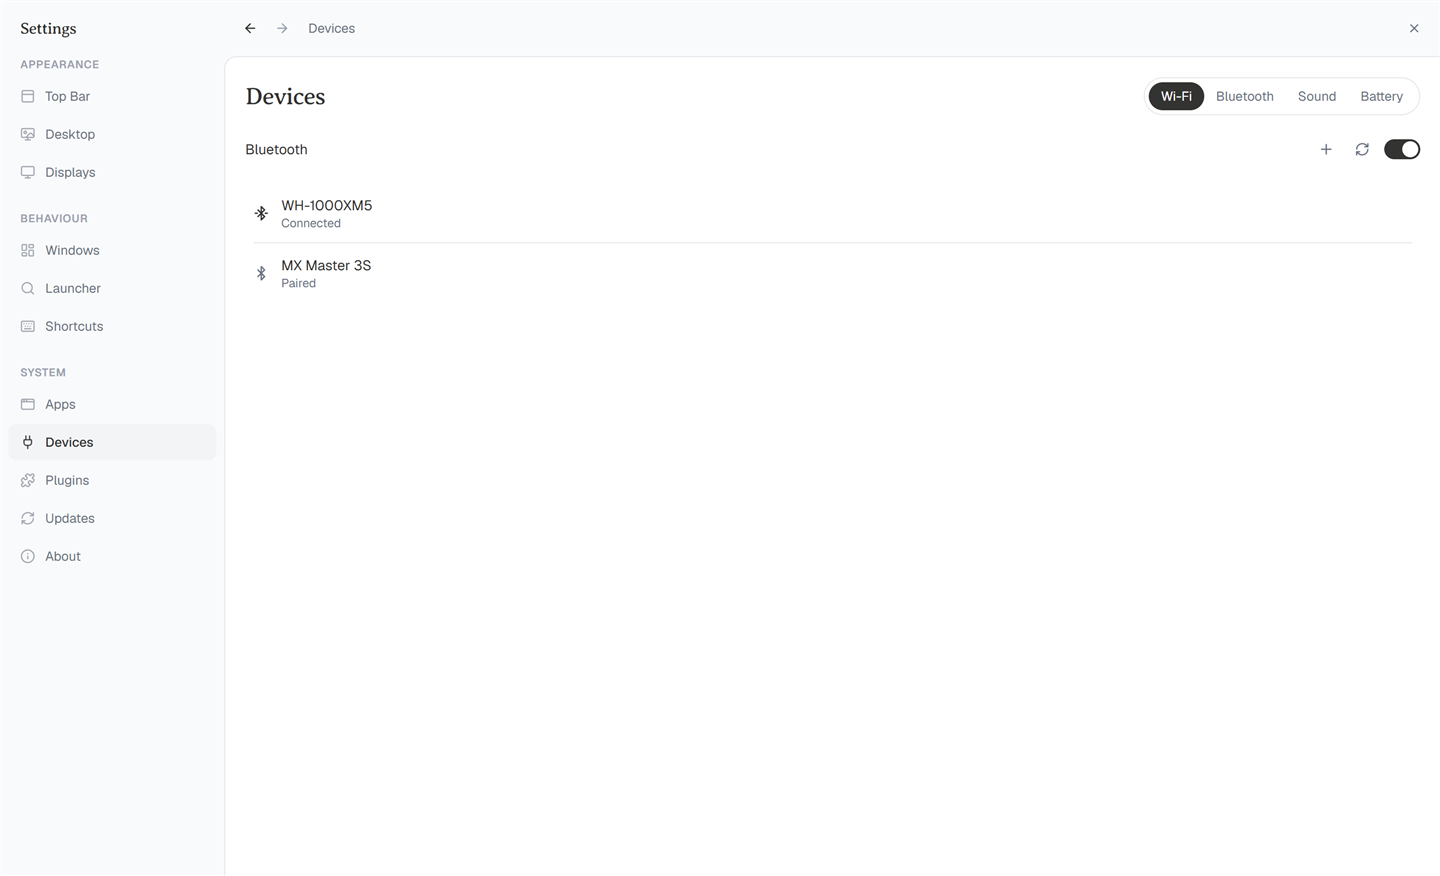 Settings
Devices
APPEARANCE
Top Bar
Desktop
Displays
BEHAVIOUR
Windows
Launcher
Shortcuts
SYSTEM
Apps
Devices
Plugins
Updates
About
Devices
Wi-Fi
Bluetooth
Sound
Battery
Bluetooth
WH-1000XM5
Connected
MX Master 3S
Paired